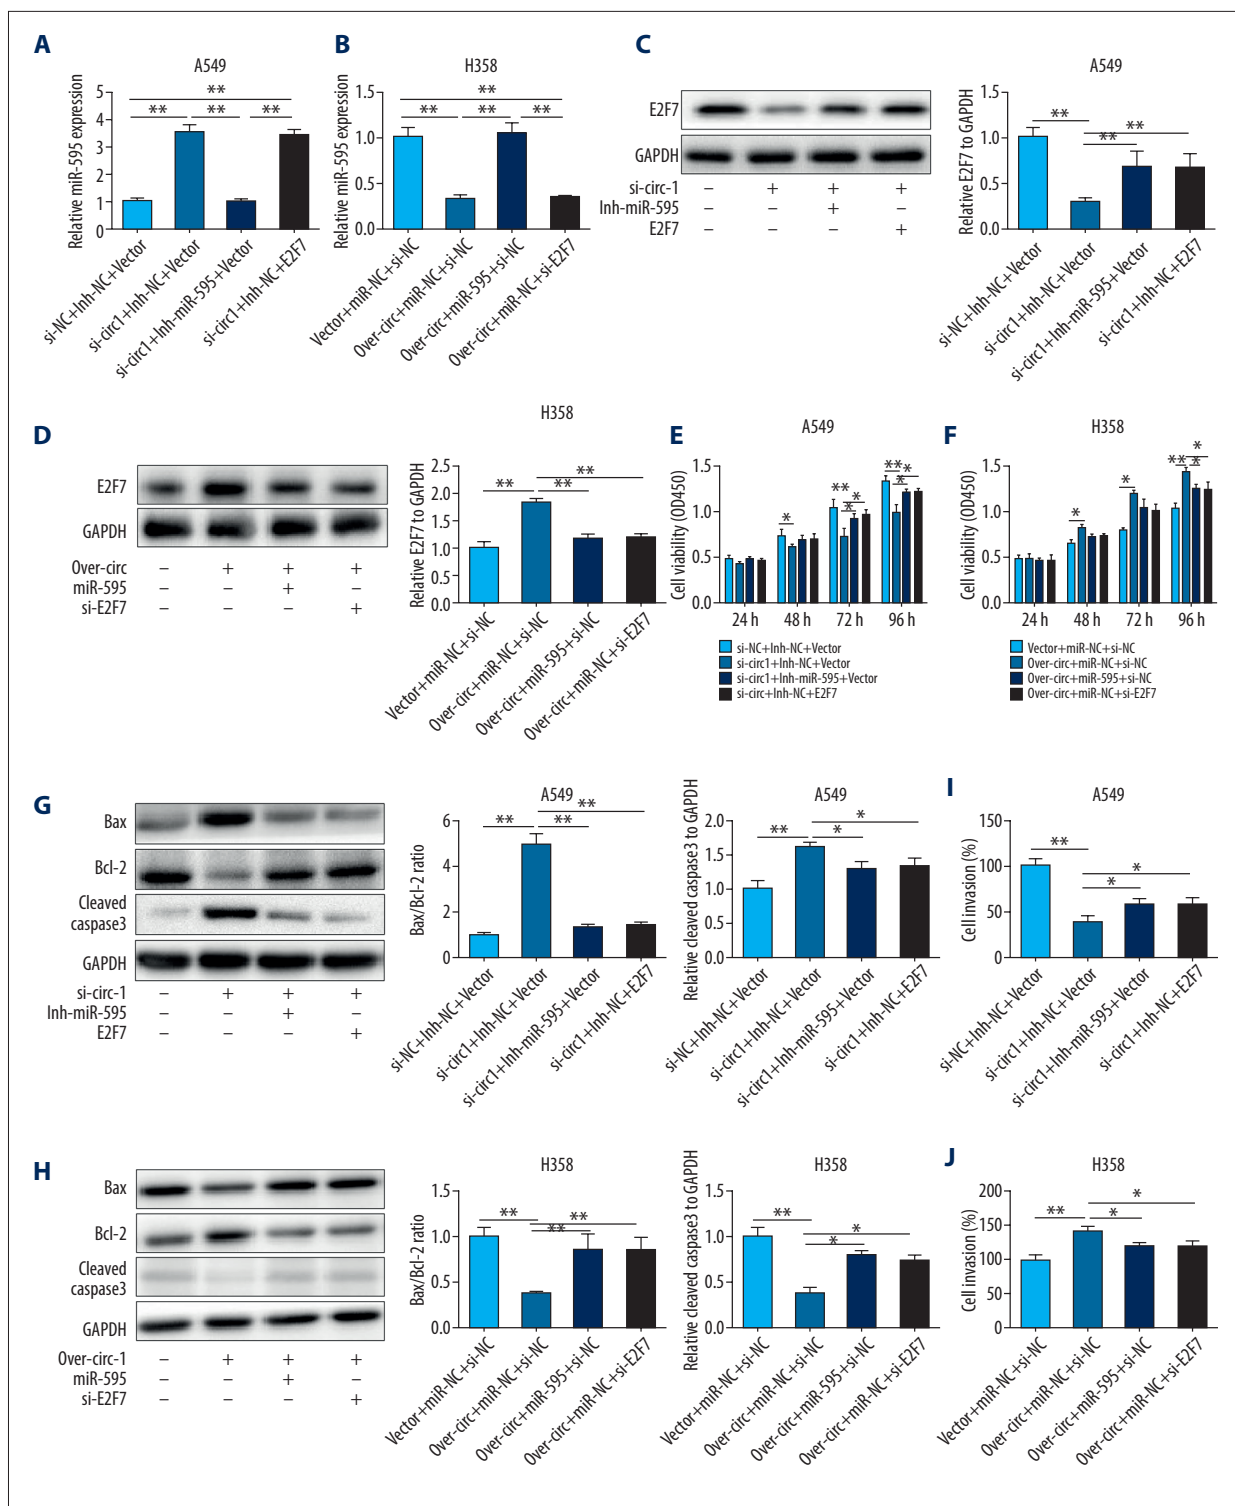 A
A549
Relative miR-595 expression
5
4
3
2
1
0
** ** ** **
si-NC+Inh-NC+Vector
si-circ1+Inh-NC+Vector
si-circ1+Inh-miR-595+Vector
si-circ1+Inh-NC+E2F7
B
H358
Relative miR-595 expression
1.5
1.0
0.5
0.0
** ** ** **
Vector+miR-NC+si-NC
Over-circ+miR-NC+si-NC
Over-circ+miR-595+si-NC
Over-circ+miR-NC+si-E2F7
C
E2F7
GAPDH
si-circ-1 – + + +
Inh-miR-595 – – + –
E2F7 – – – +
A549
Relative E2F7 to GAPDH
1.5
1.0
0.5
0.0
** ** **
si-NC+Inh-NC+Vector
si-circ1+Inh-NC+Vector
si-circ1+Inh-miR-595+Vector
si-circ1+Inh-NC+E2F7
D
E2F7
GAPDH
Over-circ – + + +
miR-595 – – + –
si-E2F7 – – – +
H358
Relative E2F7 to GAPDH
2.5
2.0
1.5
1.0
0.5
0.0
** ** **
Vector+miR-NC+si-NC
Over-circ+miR-NC+si-NC
Over-circ+miR-595+si-NC
Over-circ+miR-NC+si-E2F7
E
A549
Cell viability (OD450)
1.5
1.0
0.5
0.0
* ** * * ** * *
24 h 48 h 72 h 96 h
si-NC+Inh-NC+Vector
si-circ1+Inh-NC+Vector
si-circ1+Inh-miR-595+Vector
si-circ+Inh-NC+E2F7
F
H358
Cell viability (OD450)
1.5
1.0
0.5
0.0
* * ** * *
24 h 48 h 72 h 96 h
Vector+miR-NC+si-NC
Over-circ+miR-NC+si-NC
Over-circ+miR-595+si-NC
Over-circ+miR-NC+si-E2F7
G
Bax
Bcl-2
Cleaved
caspase3
GAPDH
si-circ-1 – + + +
Inh-miR-595 – – + –
E2F7 – – – +
A549
Bax/Bcl-2 ratio
6
4
2
0
** ** **
si-NC+Inh-NC+Vector
si-circ1+Inh-NC+Vector
si-circ1+Inh-miR-595+Vector
si-circ1+Inh-NC+E2F7
A549
Relative cleaved caspase3 to GAPDH
2.0
1.5
1.0
0.5
0.0
** * *
si-NC+Inh-NC+Vector
si-circ1+Inh-NC+Vector
si-circ1+Inh-miR-595+Vector
si-circ1+Inh-NC+E2F7
I
A549
Cell invasion (%)
150
100
50
0
** * *
si-NC+Inh-NC+Vector
si-circ1+Inh-NC+Vector
si-circ1+Inh-miR-595+Vector
si-circ1+Inh-NC+E2F7
H
Bax
Bcl-2
Cleaved
caspase3
GAPDH
Over-circ-1 – + + +
miR-595 – – + –
si-E2F7 – – – +
H358
Bax/Bcl-2 ratio
1.5
1.0
0.5
0.0
** ** **
Vector+miR-NC+si-NC
Over-circ+miR-NC+si-NC
Over-circ+miR-595+si-NC
Over-circ+miR-NC+si-E2F7
H358
Relative cleaved caspase3 to GAPDH
1.5
1.0
0.5
0.0
** * *
Vector+miR-NC+si-NC
Over-circ+miR-NC+si-NC
Over-circ+miR-595+si-NC
Over-circ+miR-NC+si-E2F7
J
H358
Cell invasion (%)
200
150
100
50
0
** * *
Vector+miR-NC+si-NC
Over-circ+miR-NC+si-NC
Over-circ+miR-595+si-NC
Over-circ+miR-NC+si-E2F7